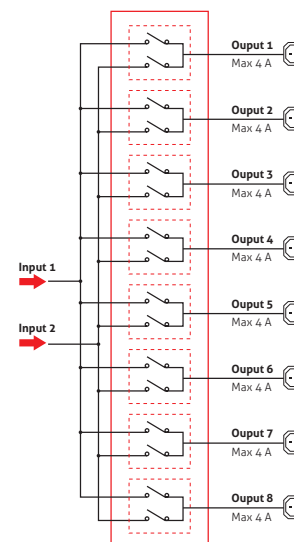 Ouput 1
Max 4 A
Ouput 2
Max 4 A
Ouput 3
Max 4 A
Ouput 4
Max 4 A
Input 1
Ouput 5
Max 4 A
Input 2
Ouput 6
Max 4 A
Ouput 7
Max 4 A
Ouput 8
Max 4 A